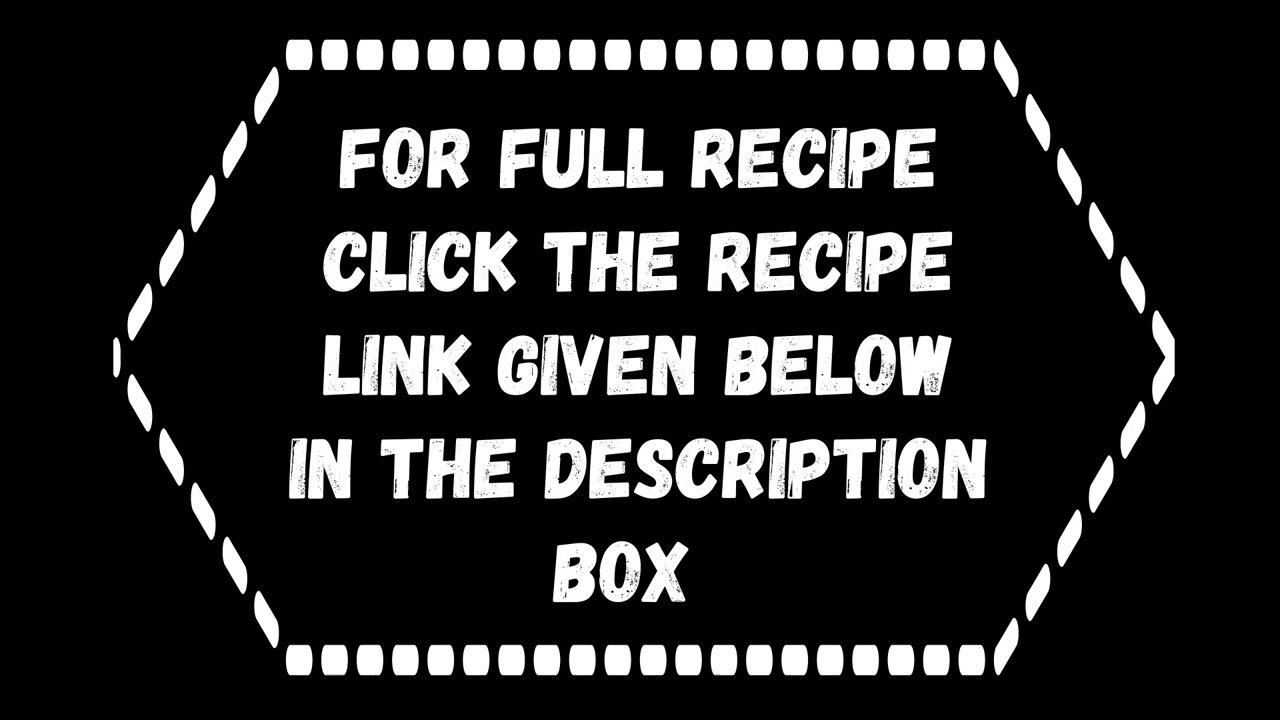 FOR FULL RECIPE
CLICK THE RECIPE
LINK GIVEN BELOW
IN THE DESCRIPTION
BOX